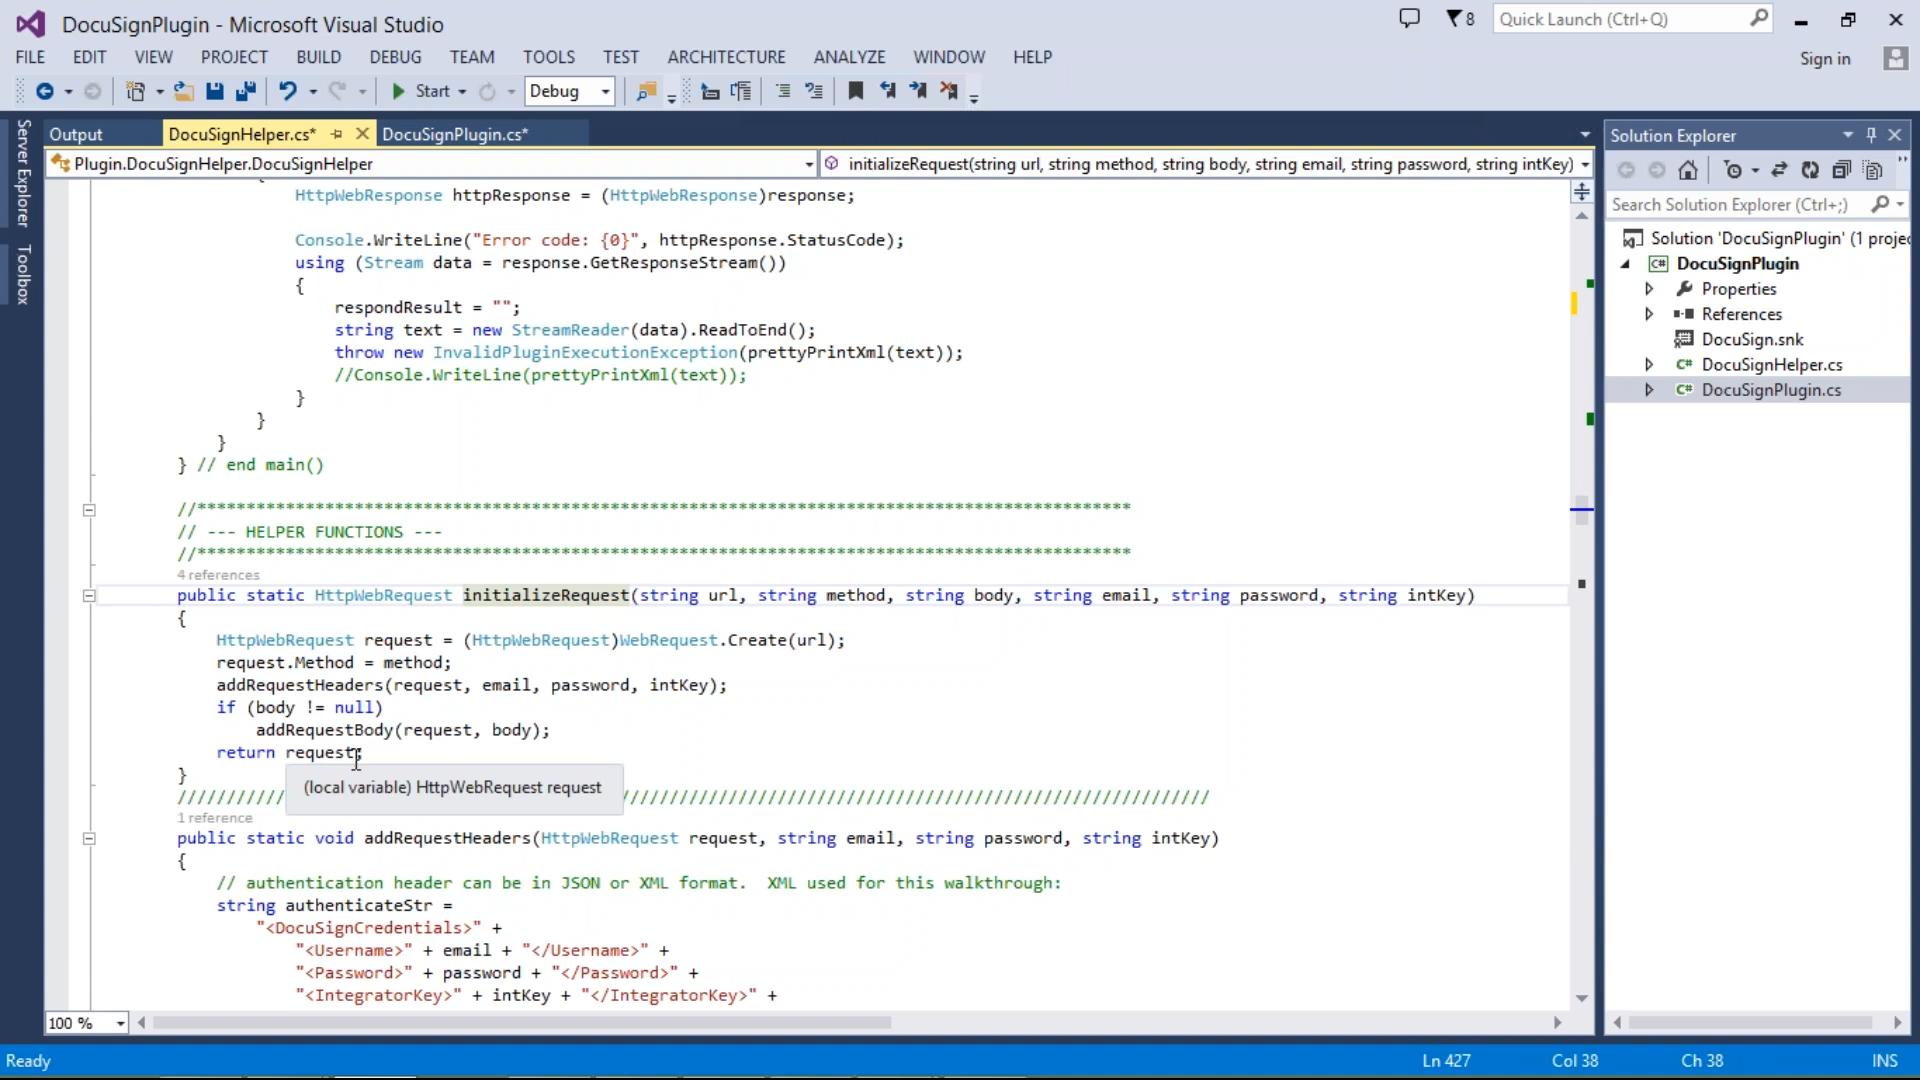 DocuSignPlugin - Microsoft Visual Studio
8
Quick Launch (Ctrl+Q)
FILE EDIT VIEW PROJECT BUILD DEBUG TEAM TOOLS TEST ARCHITECTURE ANALYZE WINDOW HELP
Sign in
Start Debug
Server Explorer
Toolbox
Output DocuSignHelper.cs* DocuSignPlugin.cs*
Plugin.DocuSignHelper.DocuSignHelper
initializeRequest(string url, string method, string body, string email, string password, string intKey)
HttpWebResponse httpResponse = (HttpWebResponse)response;
Console.WriteLine("Error code: {0}", httpResponse.StatusCode);
using (Stream data = response.GetResponseStream())
{
respondResult = "";
string text = new StreamReader(data).ReadToEnd();
throw new InvalidPluginExecutionException(prettyPrintXml(text));
//Console.WriteLine(prettyPrintXml(text));
}
}
}
} // end main()
//***********************************************************************************************
// --- HELPER FUNCTIONS ---
//***********************************************************************************************
4 references
public static HttpWebRequest initializeRequest(string url, string method, string body, string email, string password, string intKey)
{
HttpWebRequest request = (HttpWebRequest)WebRequest.Create(url);
request.Method = method;
addRequestHeaders(request, email, password, intKey);
if (body != null)
addRequestBody(request, body);
return request;
}
(local variable) HttpWebRequest request
/////////// ////////////////////////////////////////////////////////////
1 reference
public static void addRequestHeaders(HttpWebRequest request, string email, string password, string intKey)
{
// authentication header can be in JSON or XML format.  XML used for this walkthrough:
string authenticateStr =
"<DocuSignCredentials>" +
"<Username>" + email + "</Username>" +
"<Password>" + password + "</Password>" +
"<IntegratorKey>" + intKey + "</IntegratorKey>" +
100 %
Solution Explorer
Search Solution Explorer (Ctrl+;)
Solution 'DocuSignPlugin' (1 projec
C# DocuSignPlugin
Properties
References
DocuSign.snk
C# DocuSignHelper.cs
C# DocuSignPlugin.cs
Ready
Ln 427 Col 38 Ch 38 INS